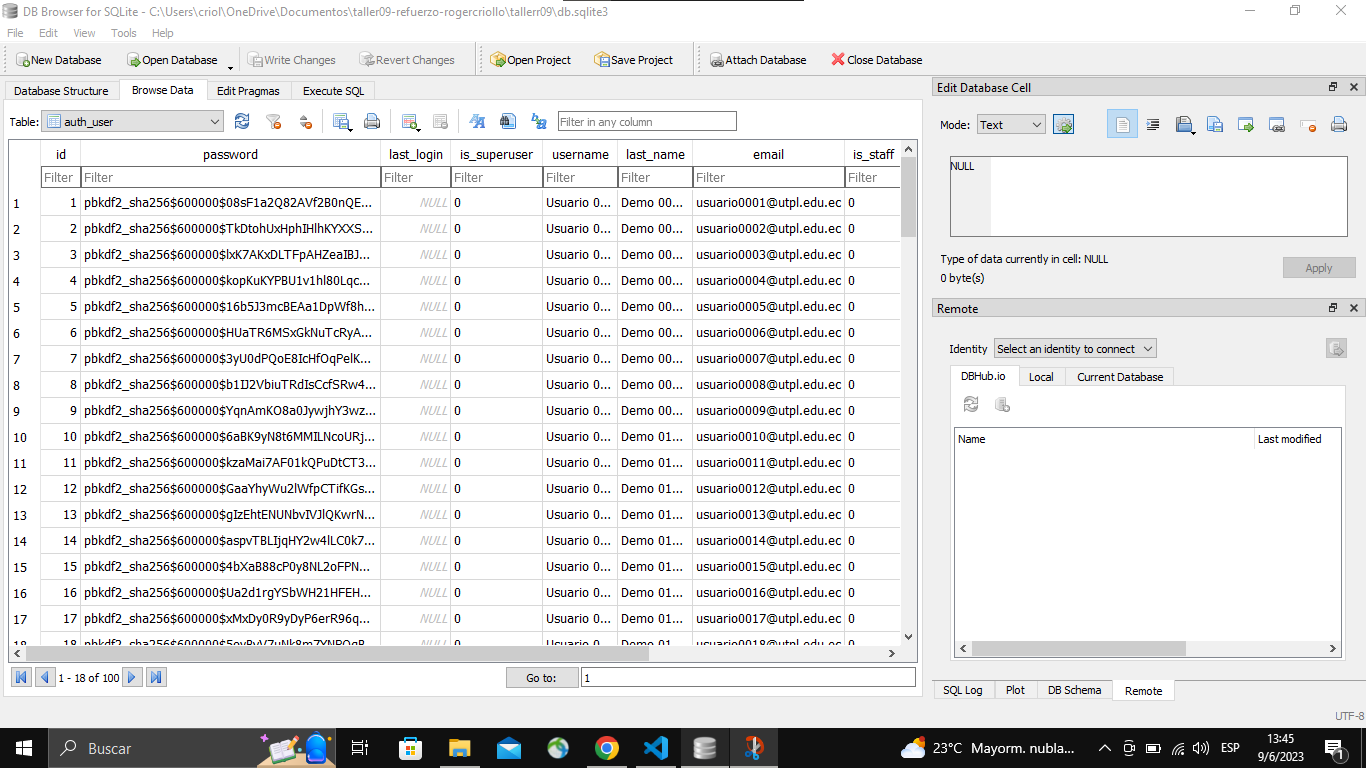 DB Browser for SQLite - C:\Users\criol\OneDrive\Documentos\taller09-refuerzo-rogercriollo\tallerr09\db.sqlite3
File Edit View Tools Help
New Database Open Database Write Changes Revert Changes Open Project Save Project Attach Database Close Database
Database Structure Browse Data Edit Pragmas Execute SQL
Table: auth_user Filter in any column
id password last_login is_superuser username last_name email is_staff
Filter Filter Filter Filter Filter Filter Filter Filter
1 1 pbkdf2_sha256$600000$08sF1a2Q82AVf2B0nQE... NULL 0 Usuario 0... Demo 00... usuario0001@utpl.edu.ec 0
2 2 pbkdf2_sha256$600000$TkDtohUxHphIHlhKYXXS... NULL 0 Usuario 0... Demo 00... usuario0002@utpl.edu.ec 0
3 3 pbkdf2_sha256$600000$lxK7AKxDLTFpAHZeaIBJ... NULL 0 Usuario 0... Demo 00... usuario0003@utpl.edu.ec 0
4 4 pbkdf2_sha256$600000$kopKuKYPBU1v1hl80Lqc... NULL 0 Usuario 0... Demo 00... usuario0004@utpl.edu.ec 0
5 5 pbkdf2_sha256$600000$16b5J3mcBEAa1DpWf8h... NULL 0 Usuario 0... Demo 00... usuario0005@utpl.edu.ec 0
6 6 pbkdf2_sha256$600000$HUaTR6MSxGkNuTcRyA... NULL 0 Usuario 0... Demo 00... usuario0006@utpl.edu.ec 0
7 7 pbkdf2_sha256$600000$3yU0dPQoE8IcHfOqPelK... NULL 0 Usuario 0... Demo 00... usuario0007@utpl.edu.ec 0
8 8 pbkdf2_sha256$600000$b1IJ2VbiuTRdIsCcfSRw4... NULL 0 Usuario 0... Demo 00... usuario0008@utpl.edu.ec 0
9 9 pbkdf2_sha256$600000$YqnAmKO8a0JywjhY3wz... NULL 0 Usuario 0... Demo 00... usuario0009@utpl.edu.ec 0
10 10 pbkdf2_sha256$600000$6aBK9yN8t6MMILNcoURj... NULL 0 Usuario 0... Demo 01... usuario0010@utpl.edu.ec 0
11 11 pbkdf2_sha256$600000$kzaMai7AF01kQPuDtCT3... NULL 0 Usuario 0... Demo 01... usuario0011@utpl.edu.ec 0
12 12 pbkdf2_sha256$600000$GaaYhyWu2lWfpCTifKGs... NULL 0 Usuario 0... Demo 01... usuario0012@utpl.edu.ec 0
13 13 pbkdf2_sha256$600000$gIzEhtENUNbvIVJlQKwrN... NULL 0 Usuario 0... Demo 01... usuario0013@utpl.edu.ec 0
14 14 pbkdf2_sha256$600000$aspvTBLIjqHY2w4lLC0k7... NULL 0 Usuario 0... Demo 01... usuario0014@utpl.edu.ec 0
15 15 pbkdf2_sha256$600000$4bXaB88cP0y8NL2oFPN... NULL 0 Usuario 0... Demo 01... usuario0015@utpl.edu.ec 0
16 16 pbkdf2_sha256$600000$Ua2d1rgYSbWH21HFEH... NULL 0 Usuario 0... Demo 01... usuario0016@utpl.edu.ec 0
17 17 pbkdf2_sha256$600000$xMxDy0R9yDyP6erR96q... NULL 0 Usuario 0... Demo 01... usuario0017@utpl.edu.ec 0
18 18 NULL 0 Usuario 0... Demo 01... usuario0018@utpl.edu.ec 0
1 - 18 of 100 Go to: 1
Edit Database Cell
Mode: Text
NULL
Type of data currently in cell: NULL
0 byte(s)
Apply
Remote
Identity Select an identity to connect
DBHub.io Local Current Database
Name Last modified
SQL Log Plot DB Schema Remote
UTF-8
Buscar
23°C Mayorm. nubla...
ESP
13:45
9/6/2023
1